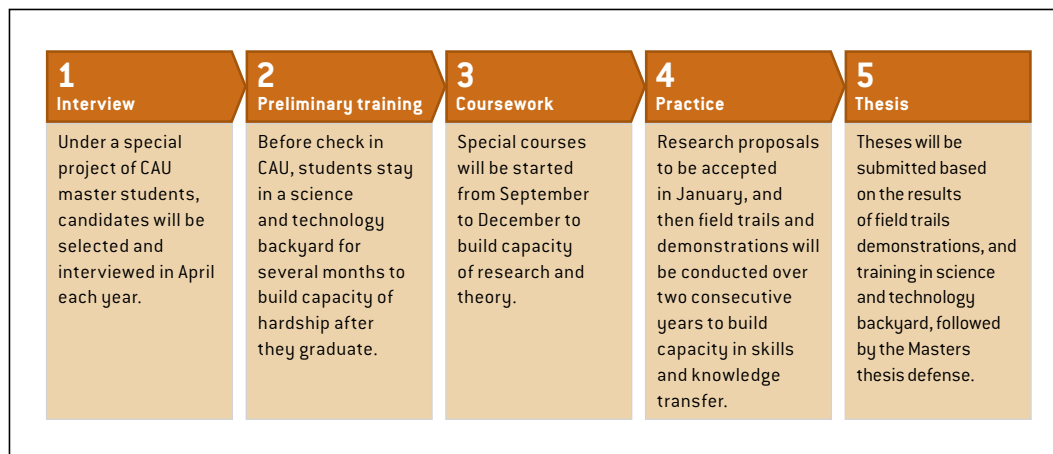 1
Interview
Under a special
project of CAU
master students,
candidates will be
selected and
interviewed in April
each year.
2
Preliminary training
Before check in
CAU, students stay
in a science
and technology
backyard for
several months to
build capacity of
hardship after
they graduate.
3
Coursework
Special courses
will be started
from September
to December to
build capacity
of research and
theory.
4
Practice
Research proposals
to be accepted
in January, and
then field trails and
demonstrations will
be conducted over
two consecutive
years to build
capacity in skills
and knowledge
transfer.
5
Thesis
Theses will be
submitted based
on the results
of field trails
demonstrations, and
training in science
and technology
backyard, followed
by the Masters
thesis defense.